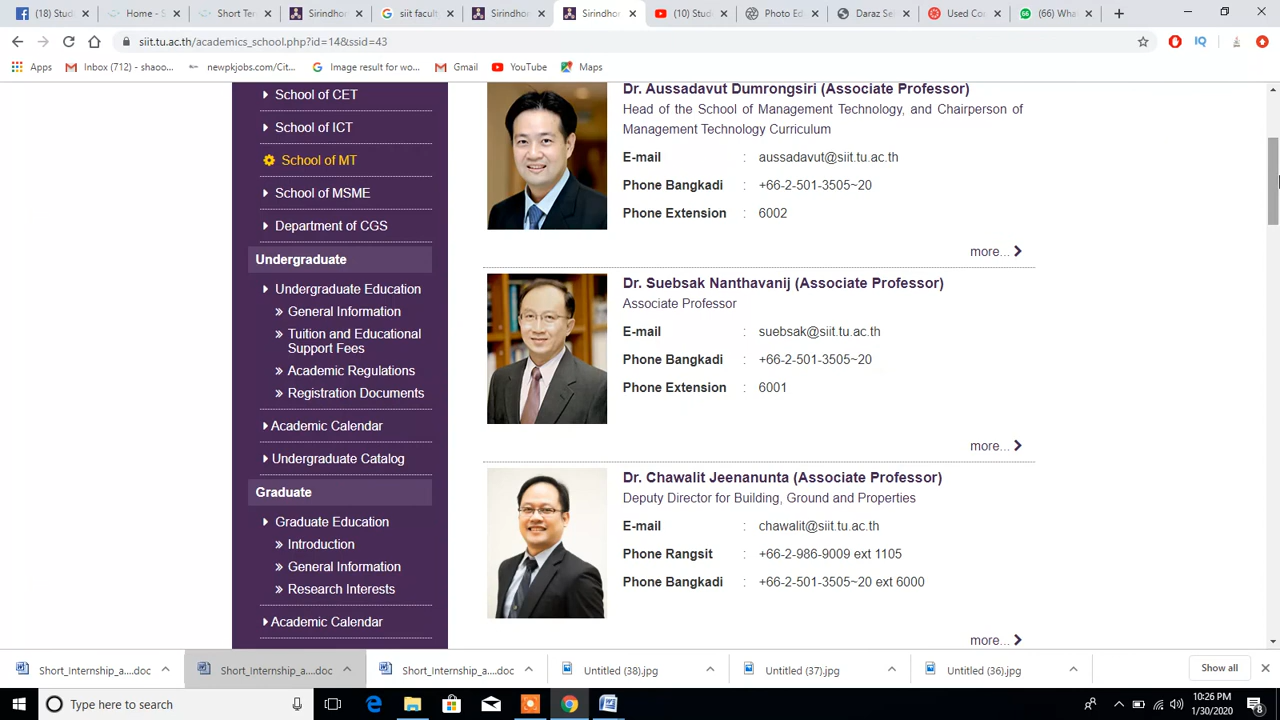 (18) Stud
Home - S
Short Ter
Sirindhor
siit facult
Sirindhor
Sirindhor
(10) Stude
Photo Edi
Daraz Sel
Used Co
(66) Wha
siit.tu.ac.th/academics_school.php?id=14&ssid=43
Apps
Inbox (712) - shaoo...
newpkjobs.com/Cit...
Image result for wo...
Gmail
YouTube
Maps
School of CET
School of ICT
School of MT
School of MSME
Department of CGS
Undergraduate
Undergraduate Education
General Information
Tuition and Educational
Support Fees
Academic Regulations
Registration Documents
Academic Calendar
Undergraduate Catalog
Graduate
Graduate Education
Introduction
General Information
Research Interests
Academic Calendar
Dr. Aussadavut Dumrongsiri (Associate Professor)
Head of the School of Management Technology, and Chairperson of
Management Technology Curriculum
E-mail : aussadavut@siit.tu.ac.th
Phone Bangkadi : +66-2-501-3505~20
Phone Extension : 6002
more...
Dr. Suebsak Nanthavanij (Associate Professor)
Associate Professor
E-mail : suebsak@siit.tu.ac.th
Phone Bangkadi : +66-2-501-3505~20
Phone Extension : 6001
more...
Dr. Chawalit Jeenanunta (Associate Professor)
Deputy Director for Building, Ground and Properties
E-mail : chawalit@siit.tu.ac.th
Phone Rangsit : +66-2-986-9009 ext 1105
Phone Bangkadi : +66-2-501-3505~20 ext 6000
more...
Short_Internship_a....doc
Short_Internship_a....doc
Short_Internship_a....doc
Untitled (38).jpg
Untitled (37).jpg
Untitled (36).jpg
Show all
Type here to search
10:26 PM
1/30/2020
8